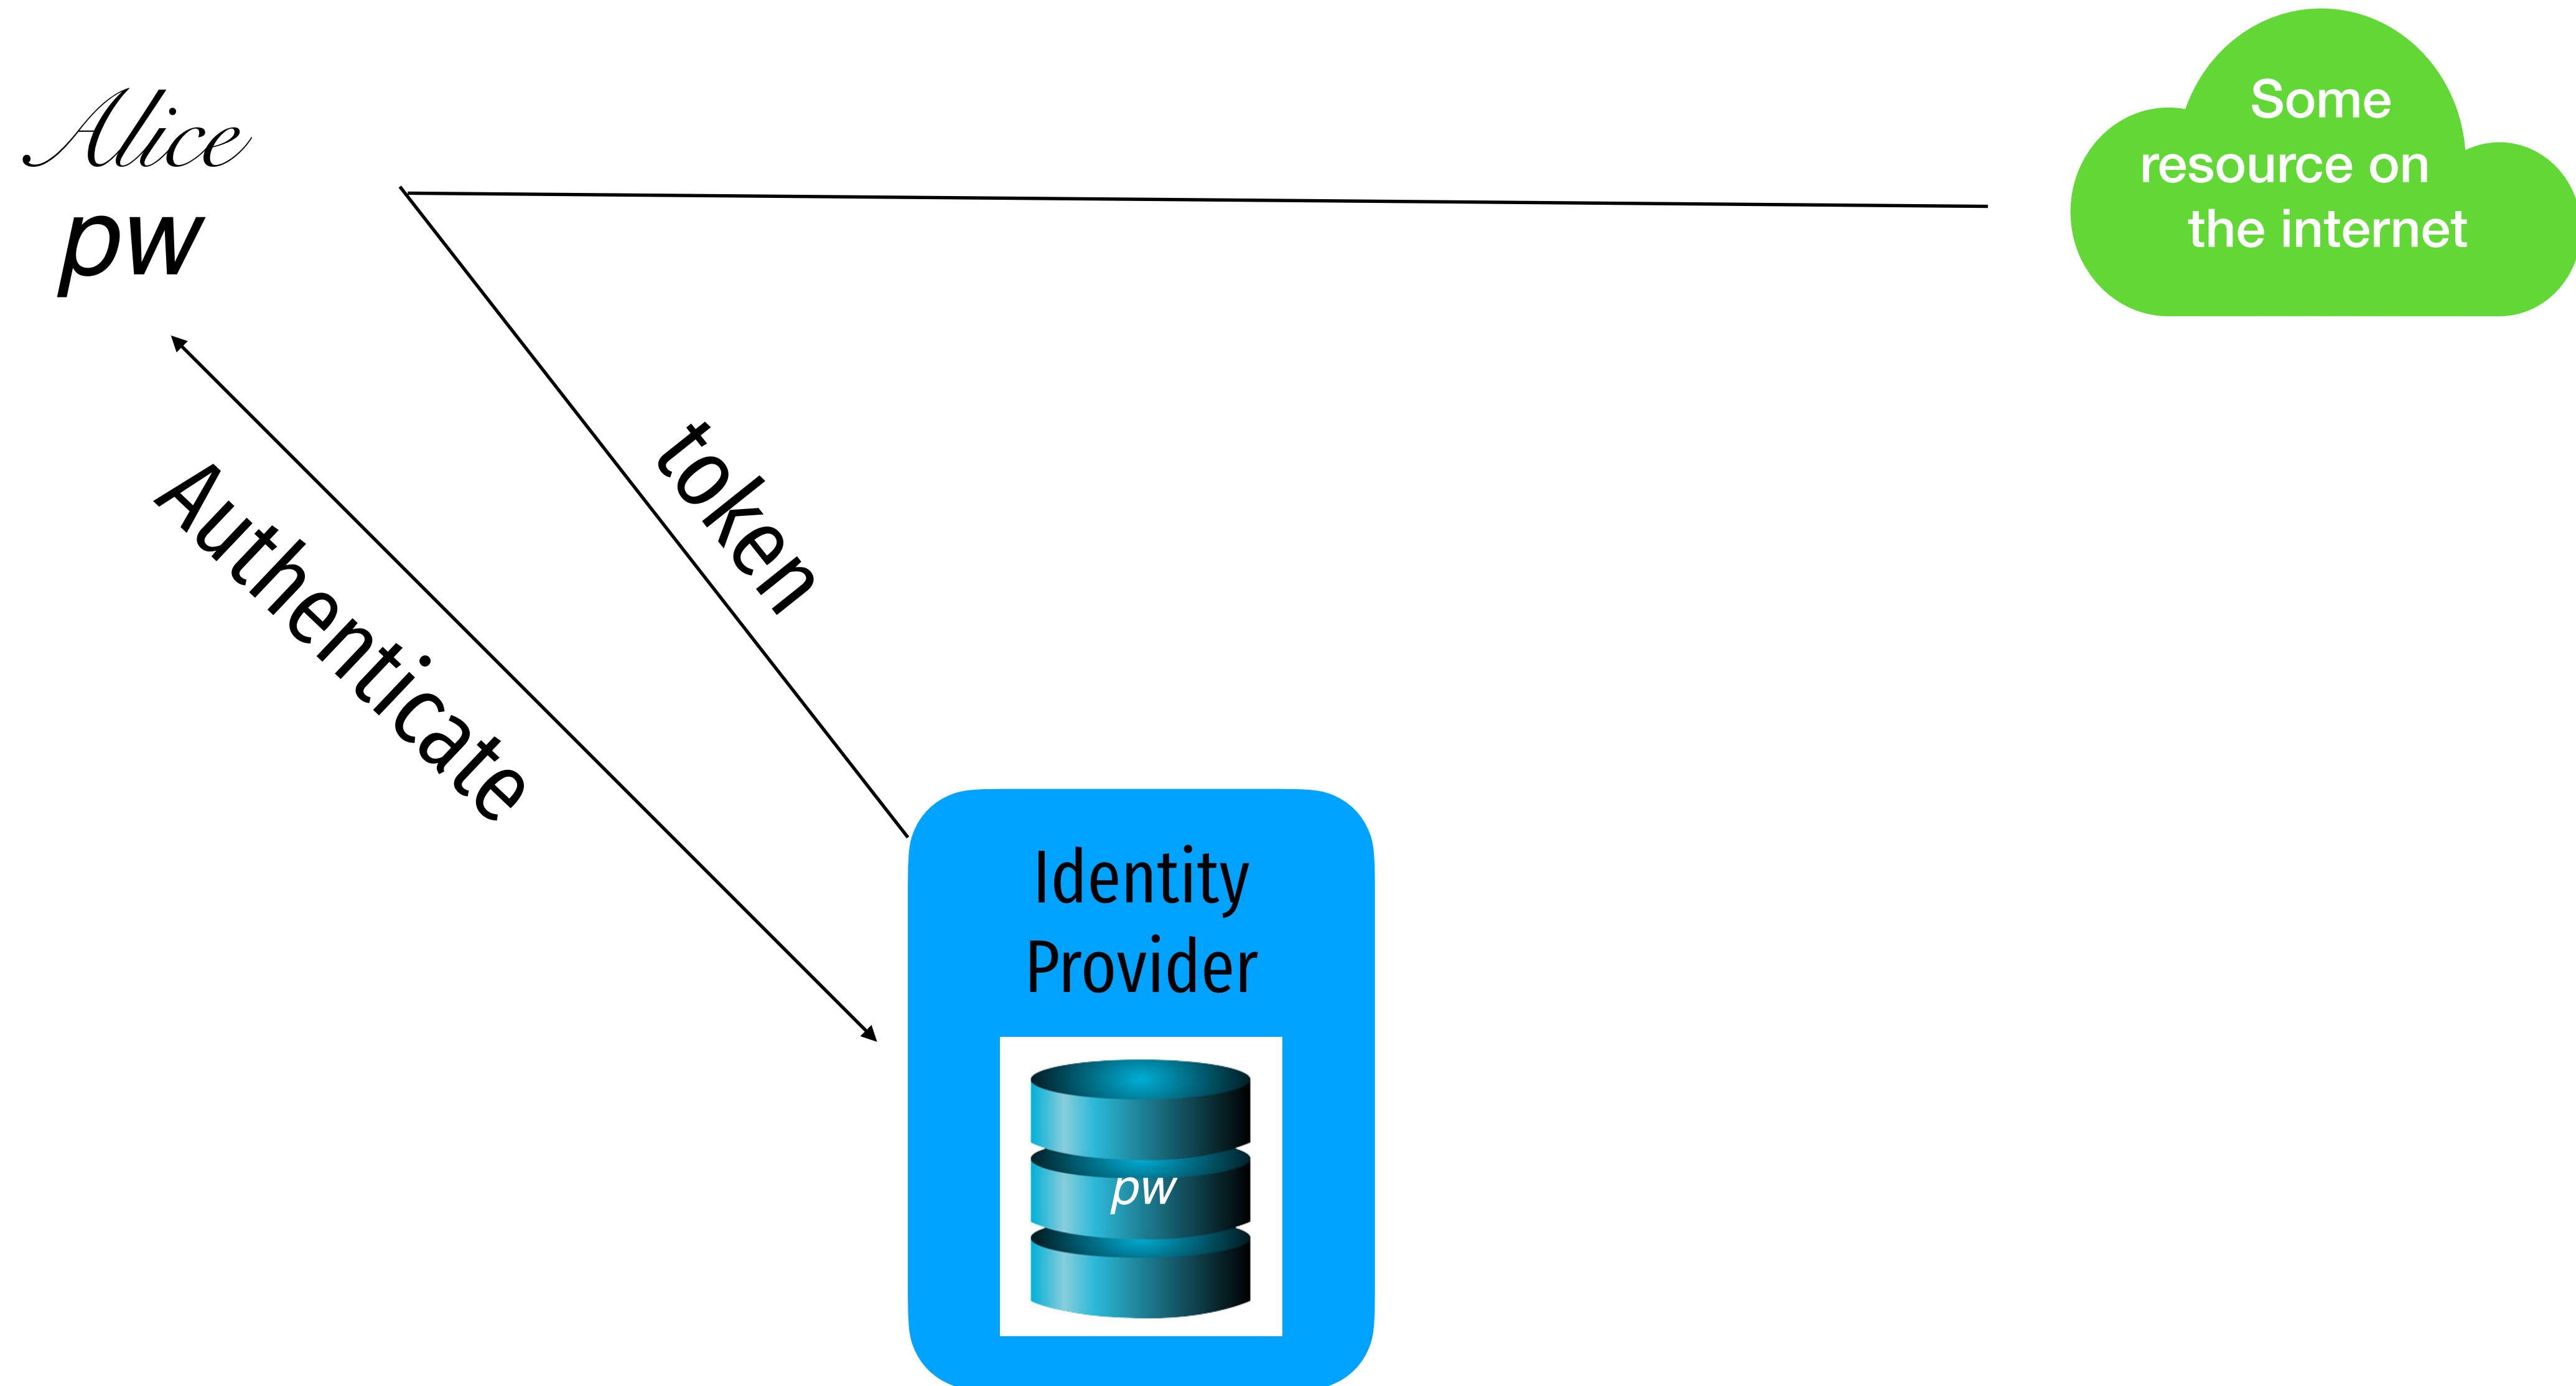 Alice
pw
Some
resource on
the internet
token
Authenticate
Identity
Provider
pw